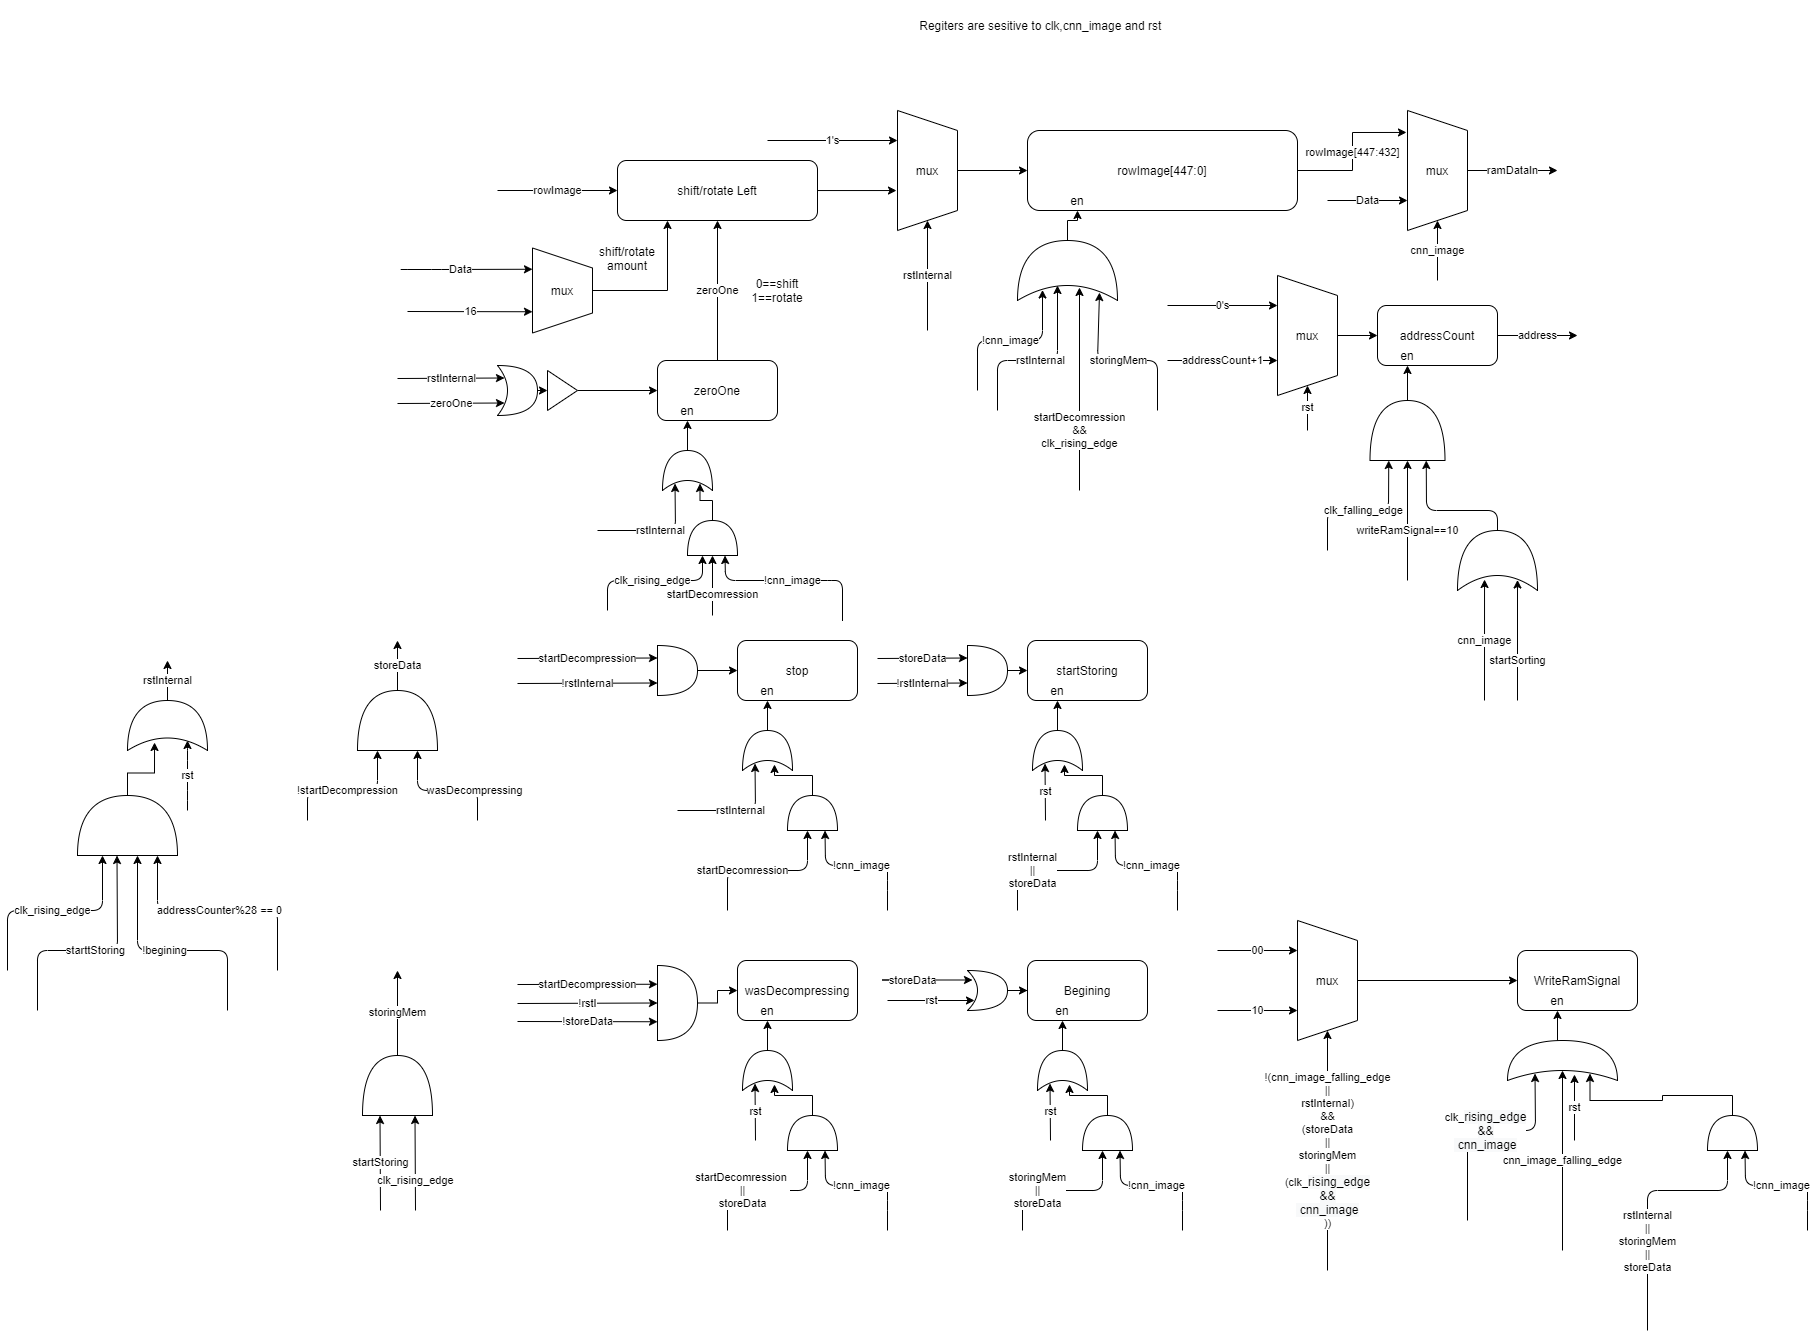 Regiters are sesitive to clk,cnn_image and rst
1's
mux
rowImage
shift/rotate Left
rstInternal
rowImage[447:0]
en
rowImage[447:432]
Data
mux
ramDataIn
cnn_image
Data
16
mux
shift/rotate
amount
zeroOne
0==shift
1==rotate
!cnn_image
rstInternal
storingMem
startDecomression
&&
clk_rising_edge
0's
addressCount+1
mux
rst
addressCount
en
address
rstInternal
zeroOne
zeroOne
en
rstInternal
clk_rising_edge
startDecomression
!cnn_image
clk_falling_edge
writeRamSignal==10
cnn_image
startSorting
rstInternal
rst
clk_rising_edge
addressCounter%28 == 0
starttStoring
!begining
storeData
!startDecompression
wasDecompressing
startDecompression
!rstInternal
stop
en
rstInternal
startDecomression
!cnn_image
storeData
!rstInternal
startStoring
en
rst
rstInternal
||
storeData
!cnn_image
storingMem
startStoring
clk_rising_edge
startDecompression
!rstI
!storeData
wasDecompressing
en
rst
startDecomression
||
storeData
!cnn_image
storeData
rst
Begining
en
rst
storingMem
||
storeData
!cnn_image
00
10
mux
!(cnn_image_falling_edge
||
rstInternal)
&&
(storeData
||
storingMem
||
(clk_rising_edge
&&
cnn_image
))
WriteRamSignal
en
clk_rising_edge
&&
cnn_image
rst
cnn_image_falling_edge
!cnn_image
rstInternal
||
storingMem
||
storeData